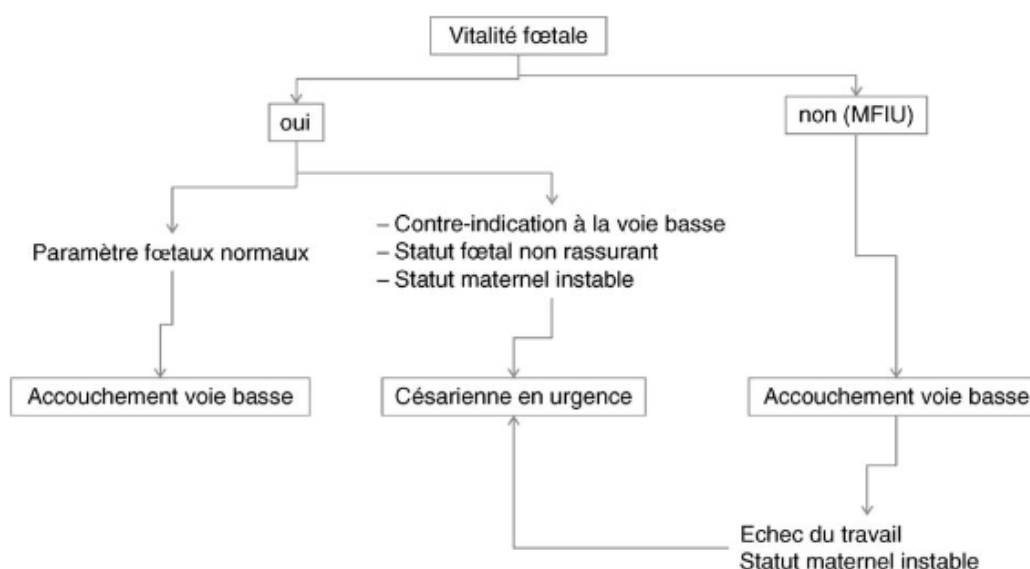 Vitalité fœtale
oui
non (MFIU)
Paramètre fœtaux normaux
– Contre-indication à la voie basse
– Statut fœtal non rassurant
– Statut maternel instable
Accouchement voie basse
Césarienne en urgence
Accouchement voie basse
Echec du travail
Statut maternel instable